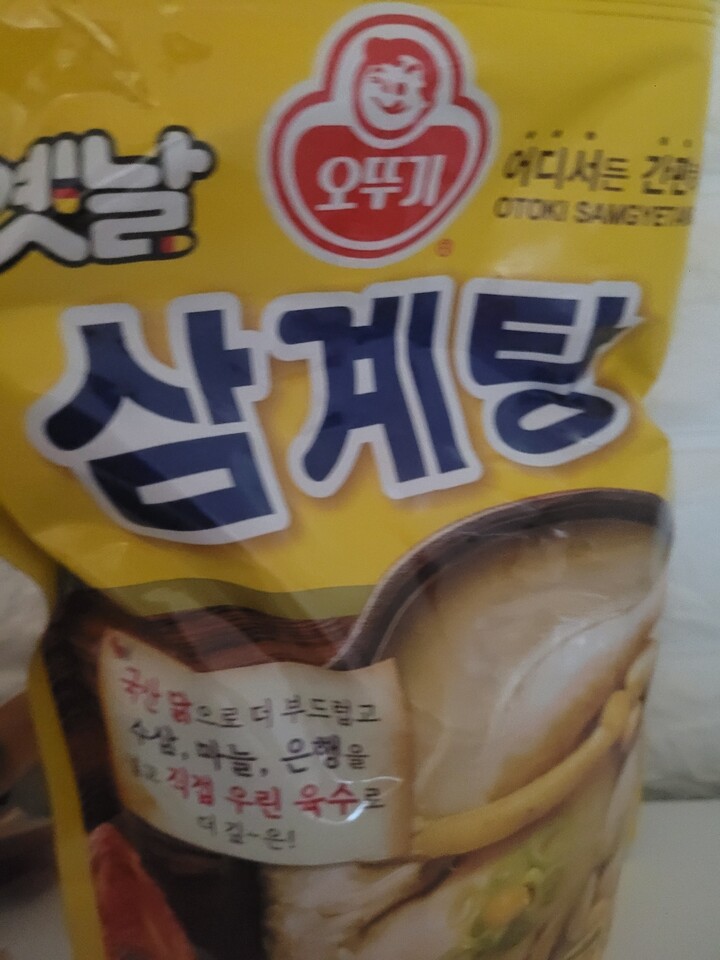 옛날
오뚜기
어디서든 간편
OTOKI SAMGYETA
삼계탕
국산 닭으로 더 부드럽고
수삼, 마늘, 은행을
직접 우린 육수로
더 깊~은!